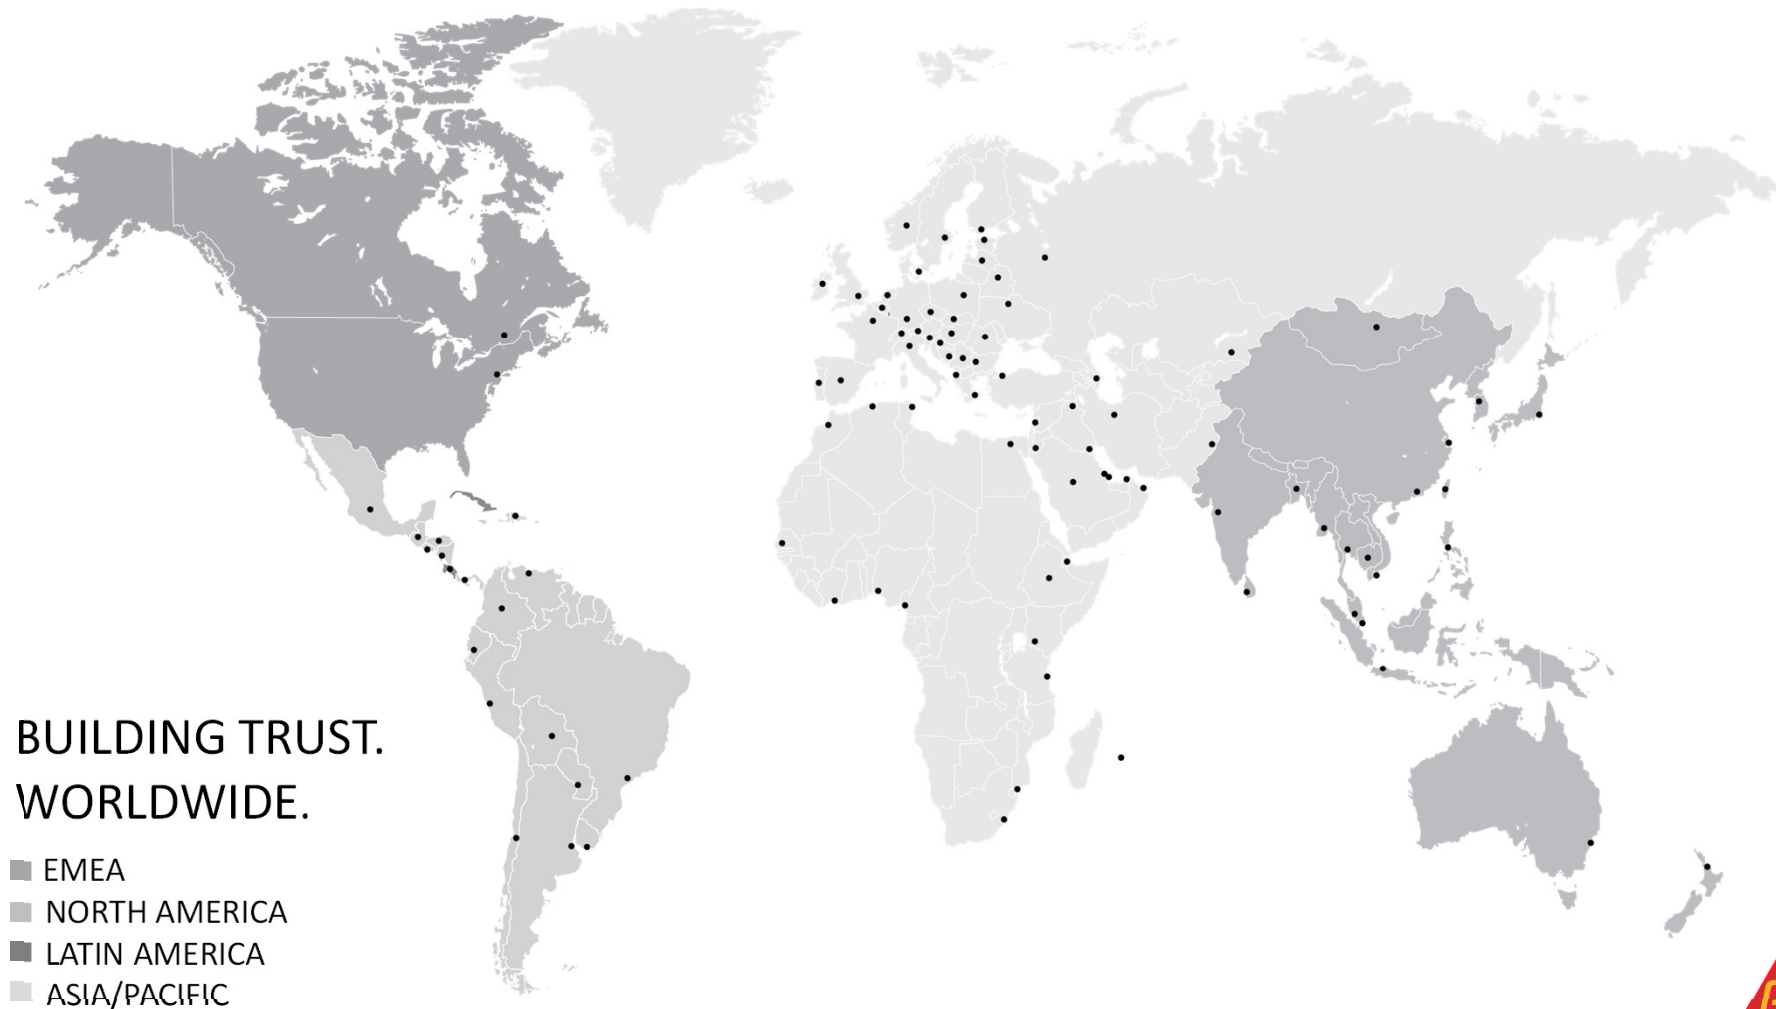 BUILDING TRUST.
WORLDWIDE.
EMEA
NORTH AMERICA
LATIN AMERICA
ASIA/PACIFIC